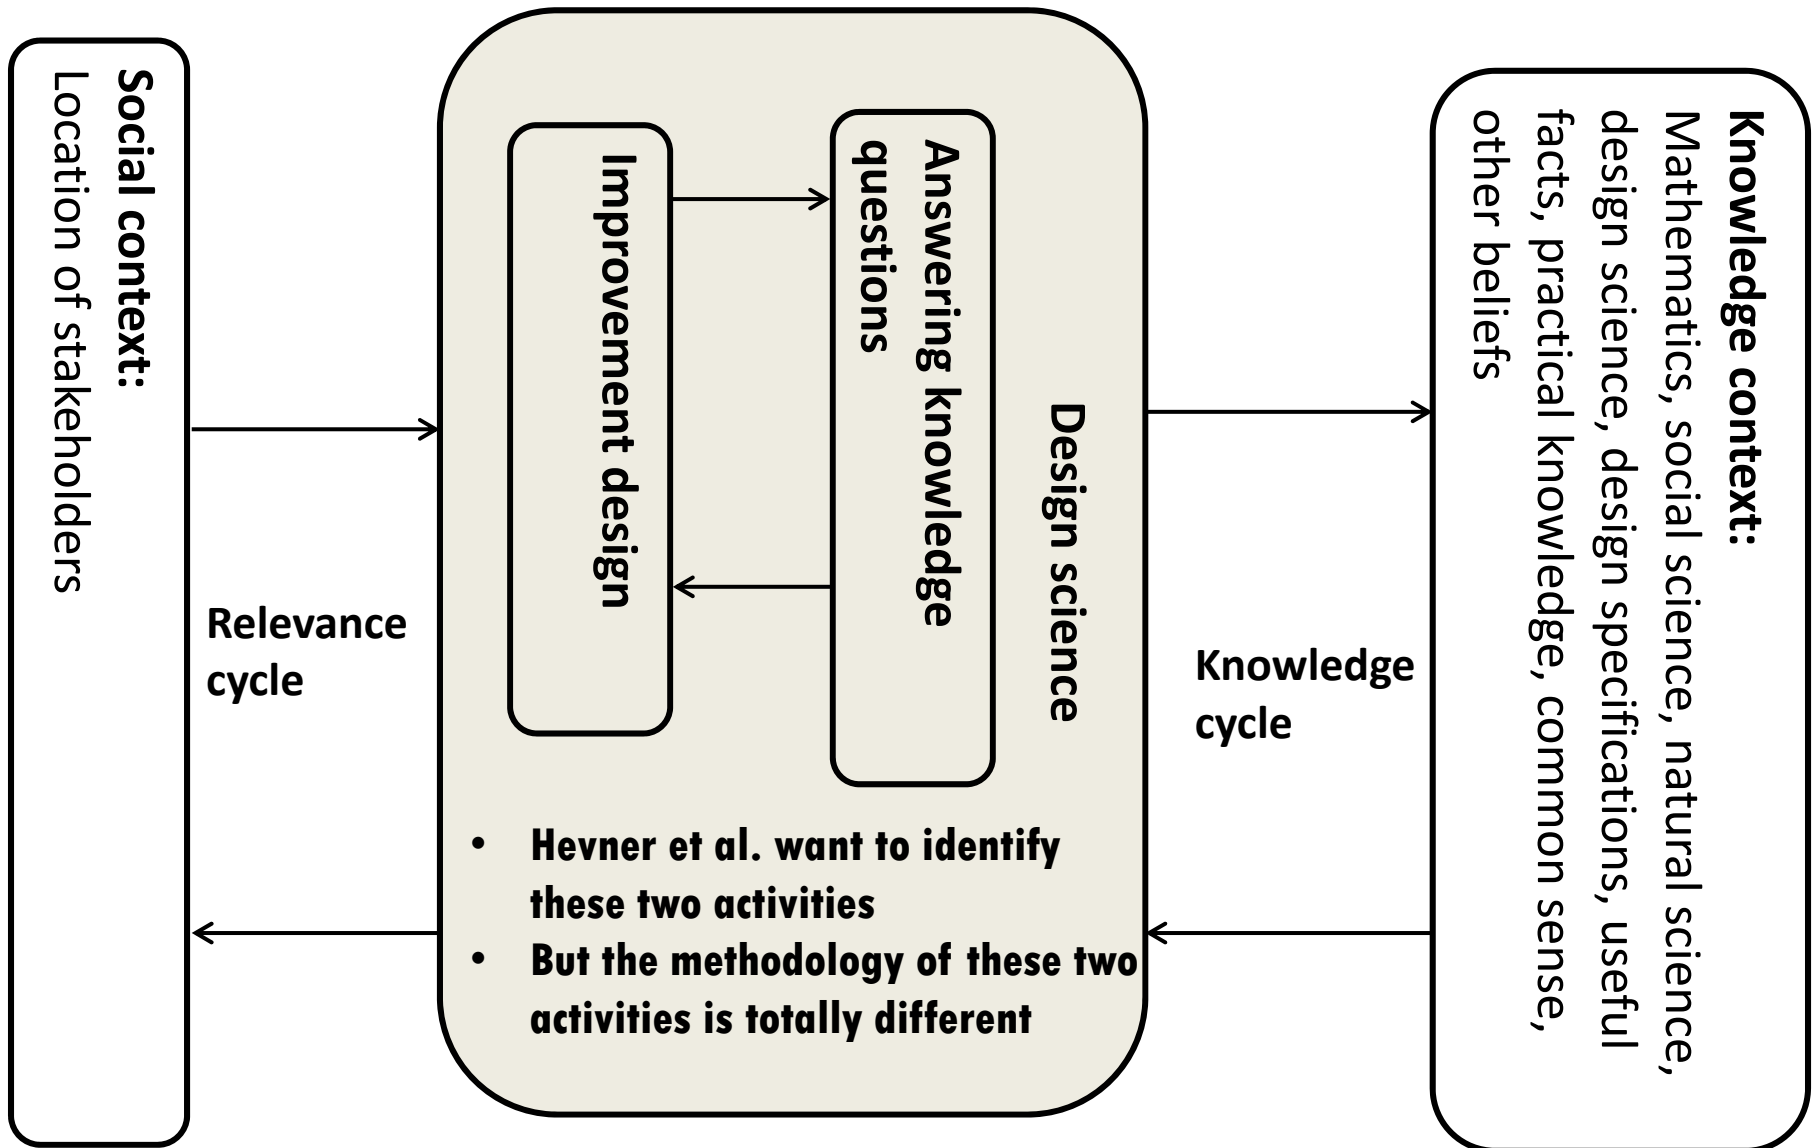 Social context:
Location of stakeholders
Relevance
cycle
Improvement design
Answering knowledge
questions
Design science
• Hevner et al. want to identify
these two activities
• But the methodology of these two
activities is totally different
Knowledge
cycle
Knowledge context:
Mathematics, social science, natural science,
design science, design specifications, useful
facts, practical knowledge, common sense,
other beliefs